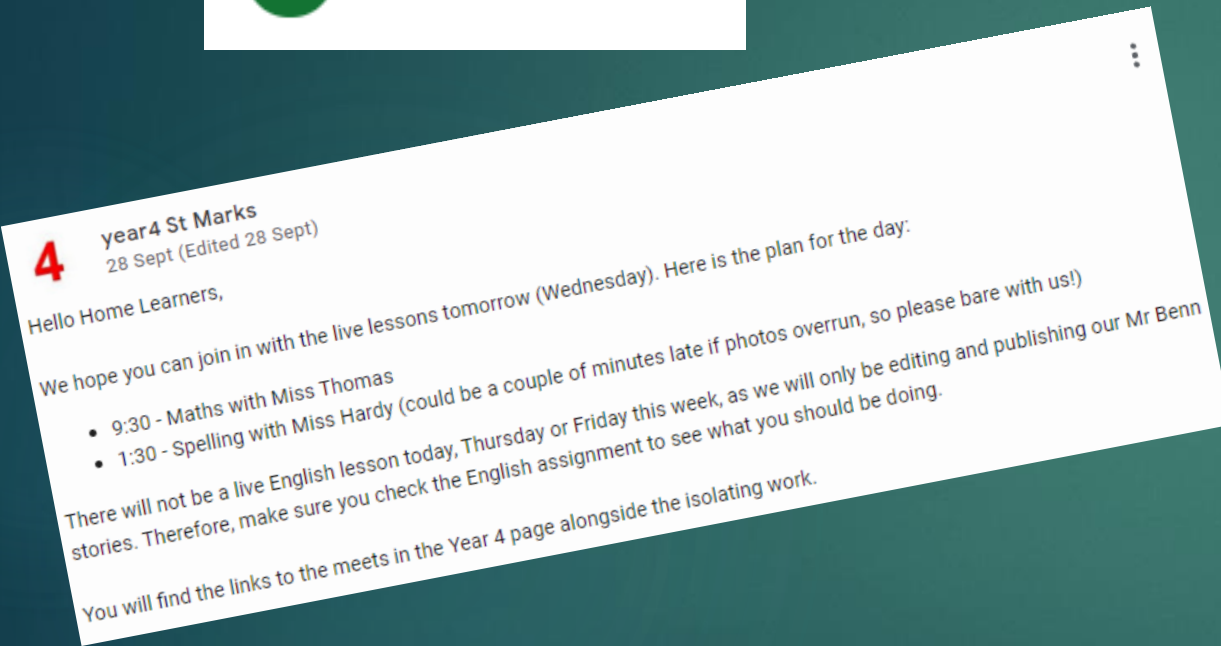 4
year4 St Marks
28 Sept (Edited 28 Sept)
Hello Home Learners,
We hope you can join in with the live lessons tomorrow (Wednesday). Here is the plan for the day:
• 9:30 - Maths with Miss Thomas
• 1:30 - Spelling with Miss Hardy (could be a couple of minutes late if photos overrun, so please bare with us!)
There will not be a live English lesson today, Thursday or Friday this week, as we will only be editing and publishing our Mr Benn
stories. Therefore, make sure you check the English assignment to see what you should be doing.
You will find the links to the meets in the Year 4 page alongside the isolating work.